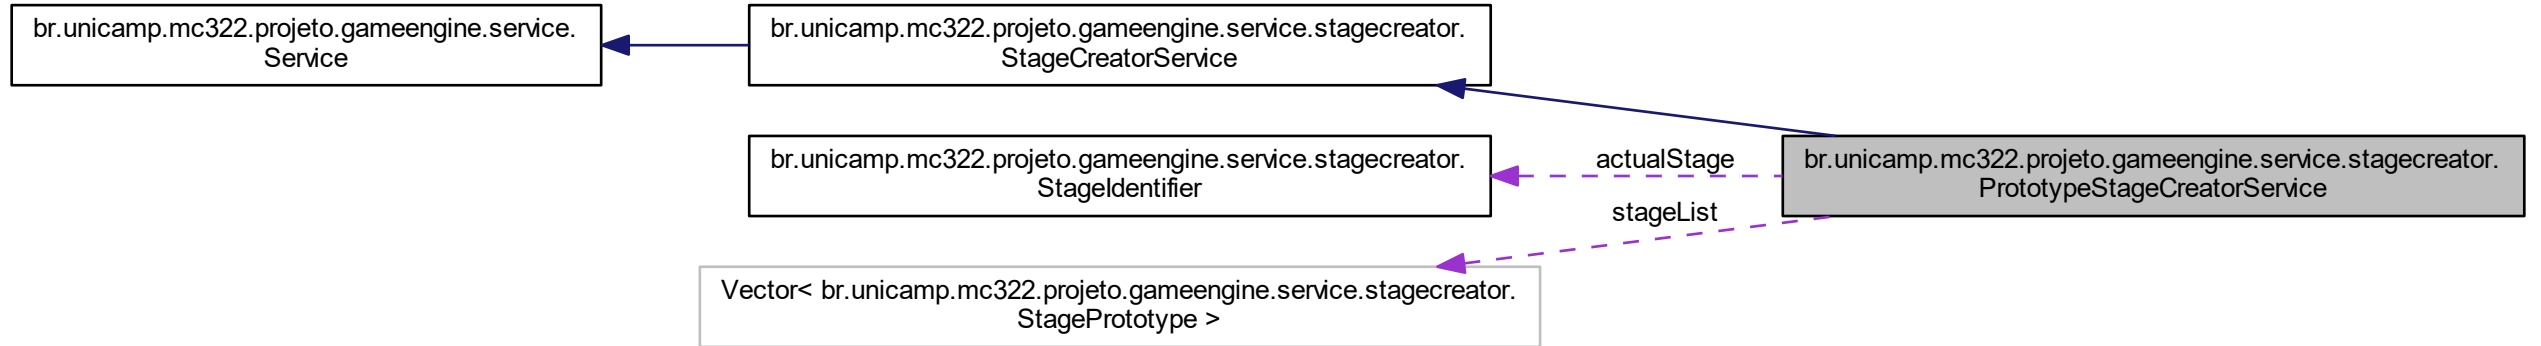 br.unicamp.mc322.projeto.gameengine.service.
Service
br.unicamp.mc322.projeto.gameengine.service.stagecreator.
StageCreatorService
br.unicamp.mc322.projeto.gameengine.service.stagecreator.
StageIdentifier
actualStage
stageList
br.unicamp.mc322.projeto.gameengine.service.stagecreator.
PrototypeStageCreatorService
Vector< br.unicamp.mc322.projeto.gameengine.service.stagecreator.
StagePrototype >